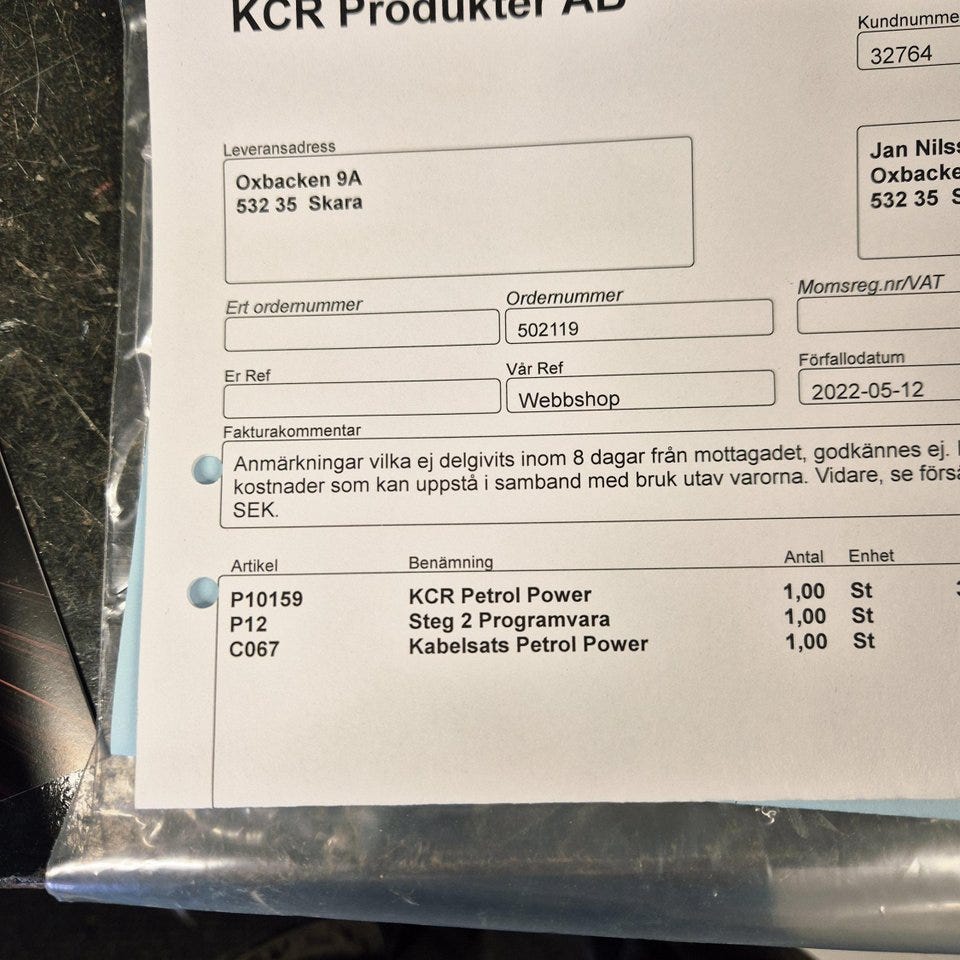 KCR Produkter AB
Kundnumme
32764
Leveransadress
Oxbacken 9A
532 35 Skara
Jan Nilss
Oxbacke
532 35 S
Ert ordernummer
Ordernummer
502119
Momsreg.nr/VAT
Er Ref
Vår Ref
Webbshop
Förfallodatum
2022-05-12
Fakturakommentar
Anmärkningar vilka ej delgivits inom 8 dagar från mottagadet, godkännes ej.
kostnader som kan uppstå i samband med bruk utav varorna. Vidare, se förså
SEK.
Artikel Benämning Antal Enhet
P10159 KCR Petrol Power 1,00 St
P12 Steg 2 Programvara 1,00 St
C067 Kabelsats Petrol Power 1,00 St